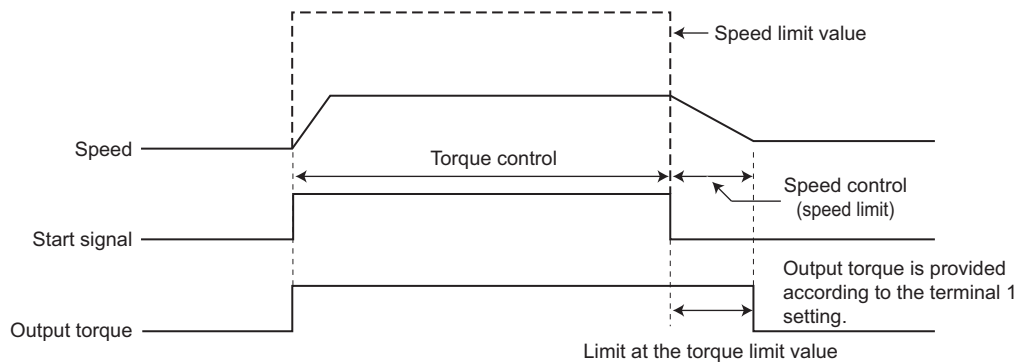 Speed limit value
Speed
Torque control
Speed control
(speed limit)
Start signal
Output torque is provided
according to the terminal 1
setting.
Output torque
Limit at the torque limit value